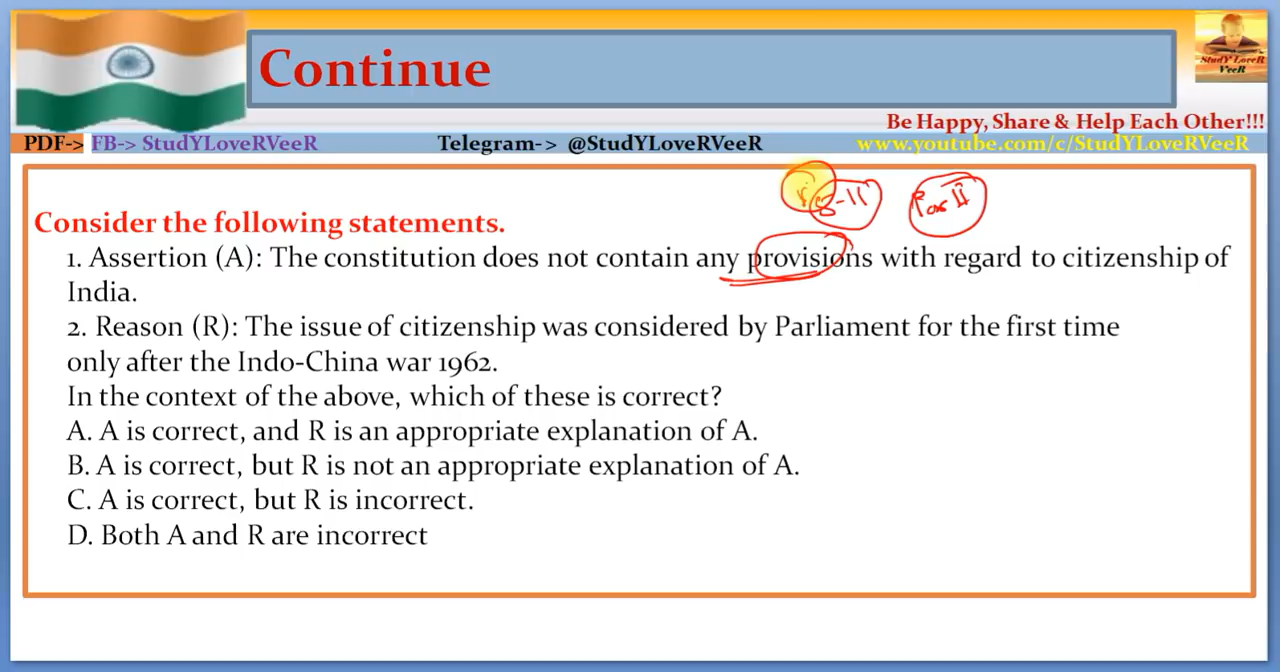 Continue
StudY LoveR
VeeR
Be Happy, Share & Help Each Other!!!
PDF-> FB-> StudYLoveRVeeR Telegram-> @StudYLoveRVeeR www.youtube.com/c/StudYLoveRVeeR
-11
Consider the following statements.
1. Assertion (A): The constitution does not contain any provisions with regard to citizenship of
India.
2. Reason (R): The issue of citizenship was considered by Parliament for the first time
only after the Indo-China war 1962.
In the context of the above, which of these is correct?
A. A is correct, and R is an appropriate explanation of A.
B. A is correct, but R is not an appropriate explanation of A.
C. A is correct, but R is incorrect.
D. Both A and R are incorrect